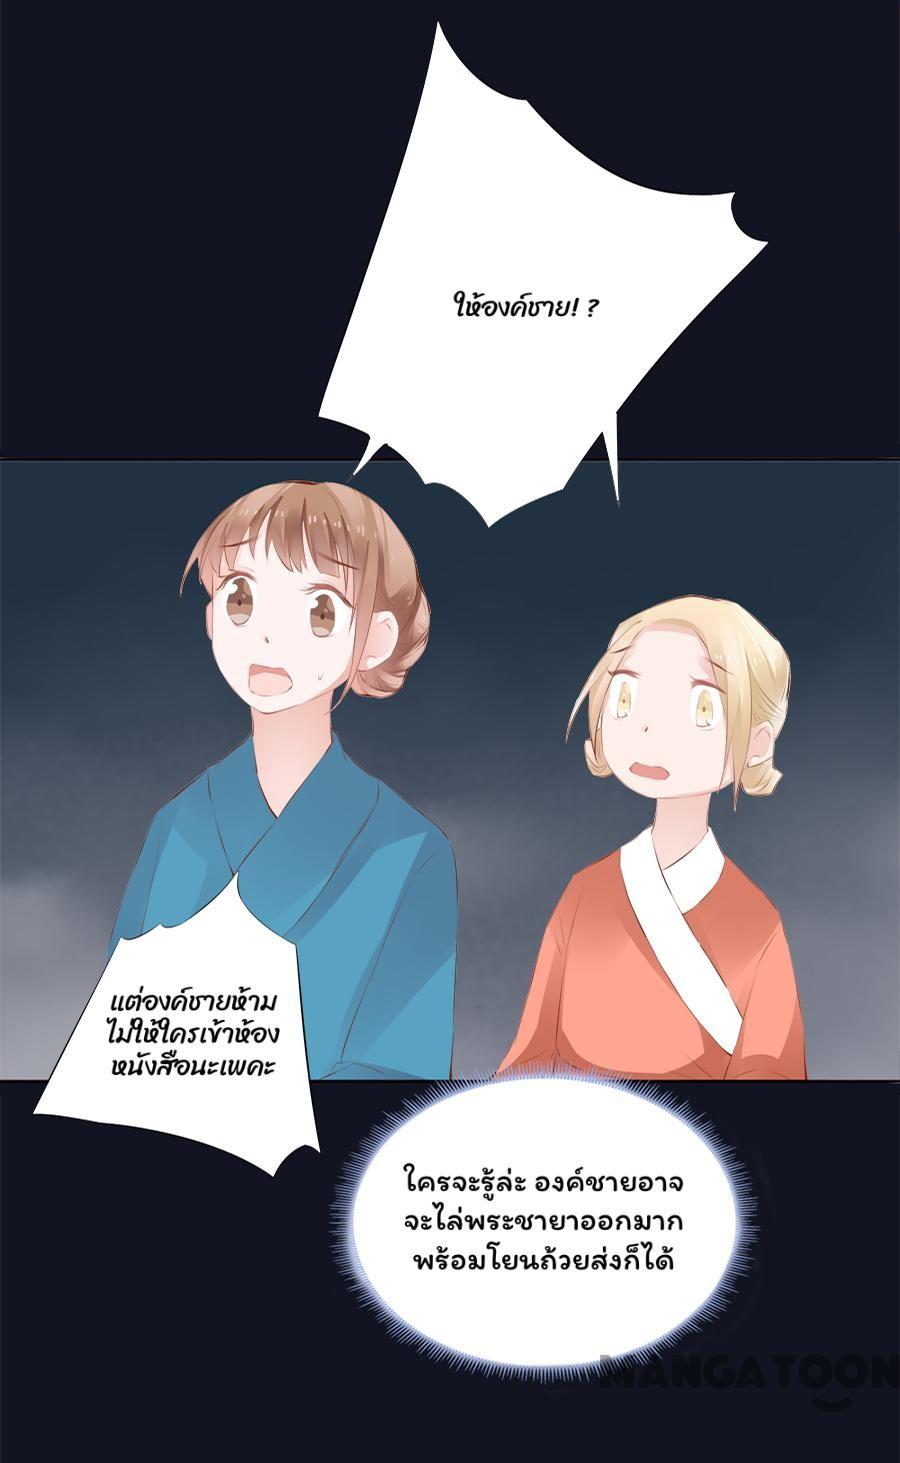 ให้องค์ชาย! ?
แต่องค์ชายห้าม
ไม่ให้ใครเข้าห้อง
หนังสือนะเพคะ
ใครจะรู้ล่ะ องค์ชายอาจ
จะไล่พระชายาออกมาก
พร้อมโยนถ้วยส่งก็ได้
MANGA TOON